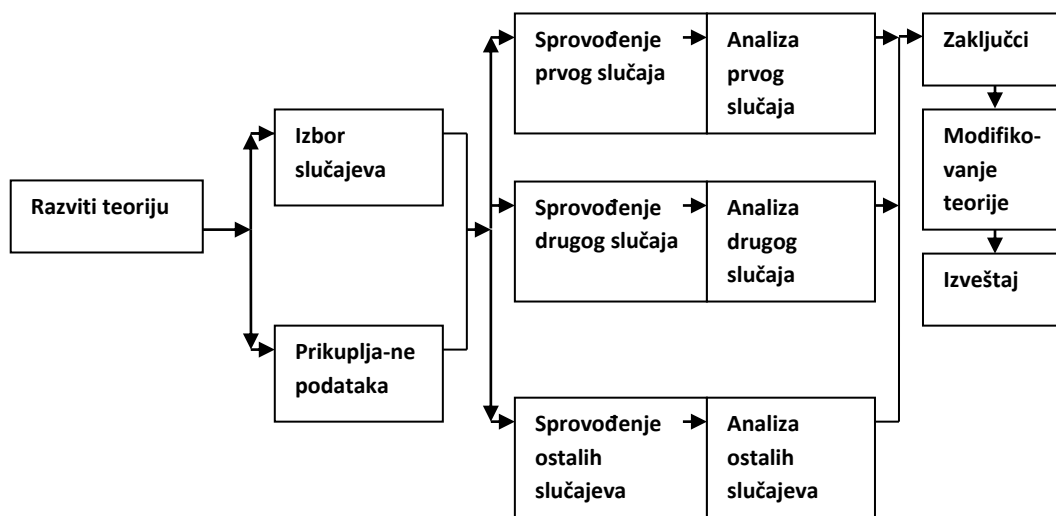 Razviti teoriju
Izbor
slučajeva
Prikuplja-ne
podataka
Sprovođenje
prvog slučaja
Analiza
prvog
slučaja
Sprovođenje
drugog slučaja
Analiza
drugog
slučaja
Sprovođenje
ostalih
slučajeva
Analiza
ostalih
slučajeva
Zaključci
Modifiko-
vanje
teorije
Izveštaj